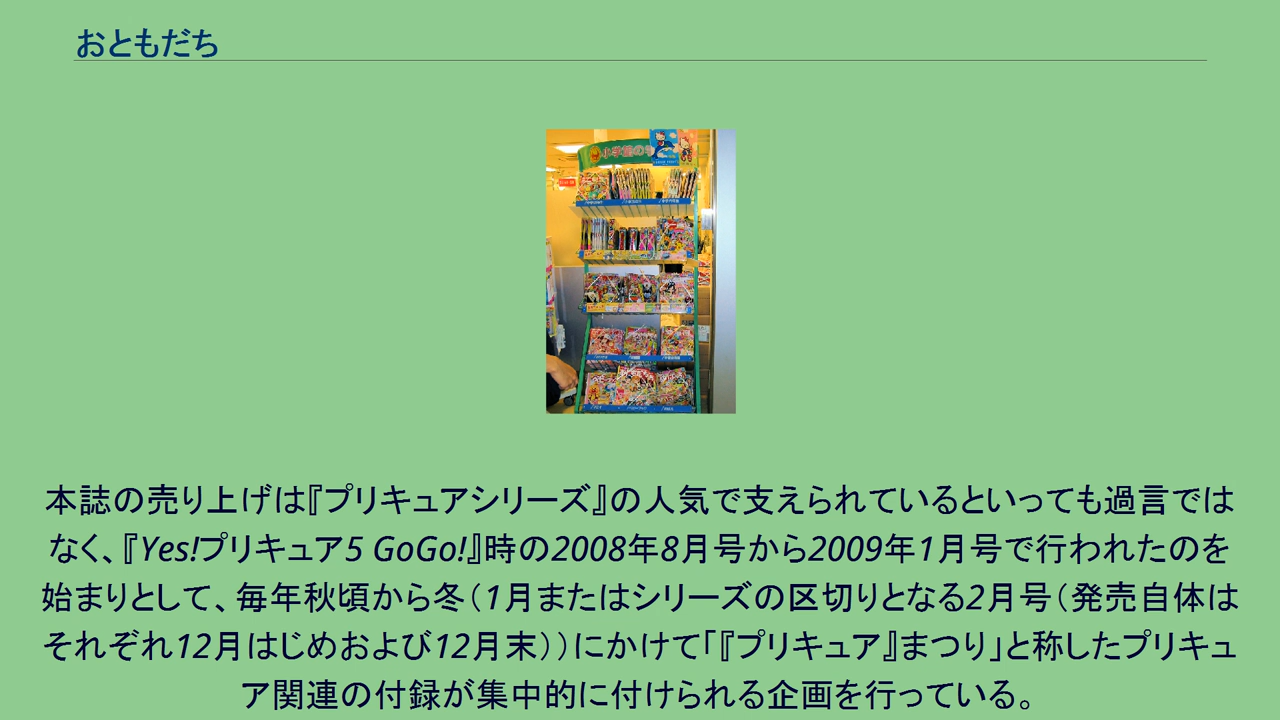 おともだち
小学館の
本誌の売り上げは『プリキュアシリーズ』の人気で支えられているといっても過言では
なく、『Yes!プリキュア5 GoGo!』時の2008年8月号から2009年1月号で行われたのを
始まりとして、毎年秋頃から冬（1月またはシリーズの区切りとなる2月号（発売自体は
それぞれ12月はじめおよび12月末））にかけて「『プリキュア』まつり」と称したプリキュ
ア関連の付録が集中的に付けられる企画を行っている。